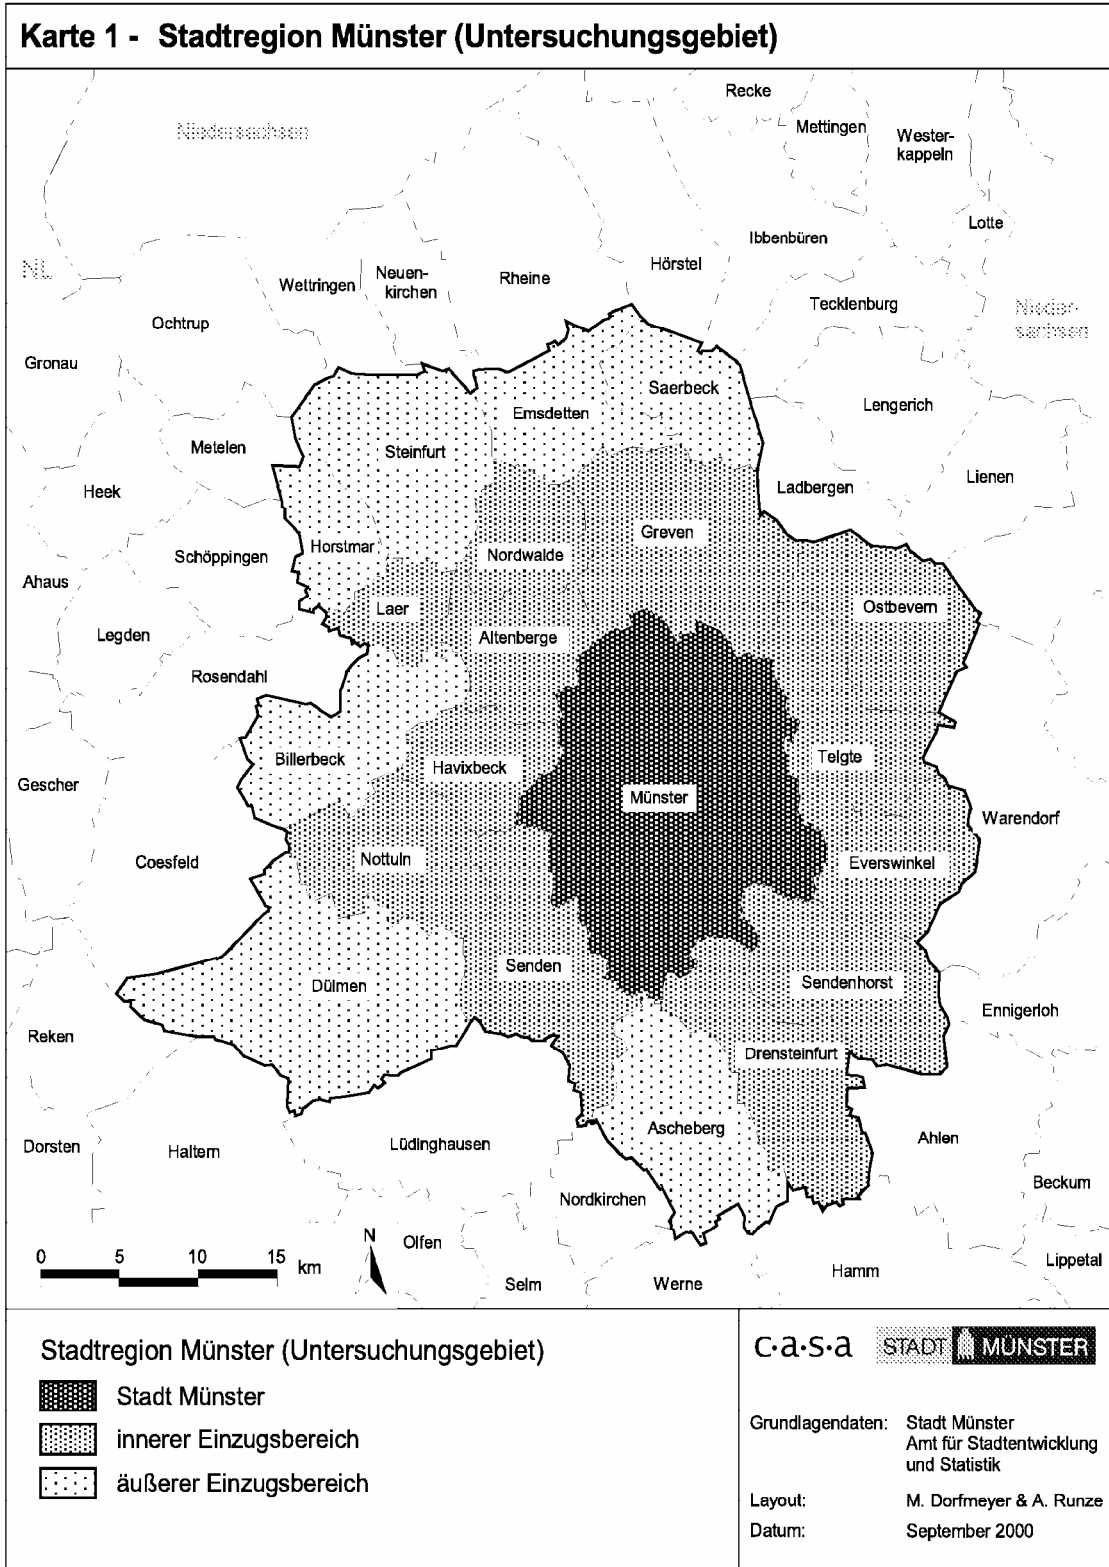 Karte 1 - Stadtregion Münster (Untersuchungsgebiet)
Recke
Niedersachsen
Mettingen
Wester-
kappeln
Lotte
Ibbenbüren
NL
Hörstel
Neuen-
kirchen
Rheine
Wettringen
Tecklenburg
Nieder-
sachsen
Ochtrup
Gronau
Saerbeck
Lengerich
Emsdetten
Metelen
Steinfurt
Lienen
Heek
Ladbergen
Greven
Horstmar
Nordwalde
Schöppingen
Ahaus
Laer
Ostbevern
Legden
Altenberge
Rosendahl
Billerbeck
Havixbeck
Telgte
Gescher
Münster
Warendorf
Coesfeld
Nottuln
Everswinkel
Senden
Dülmen
Sendenhorst
Ennigerloh
Reken
Drensteinfurt
Ascheberg
Dorsten
Haltern
Lüdinghausen
Ahlen
Beckum
Nordkirchen
N
Olfen
0 5 10 15 km
Lippetal
Hamm
Selm
Werne
Stadtregion Münster (Untersuchungsgebiet)
Stadt Münster
innerer Einzugsbereich
äußerer Einzugsbereich
c·a·s·a STADT MÜNSTER
Grundlagendaten: Stadt Münster
Amt für Stadtentwicklung
und Statistik
Layout: M. Dorfmeyer & A. Runze
Datum: September 2000